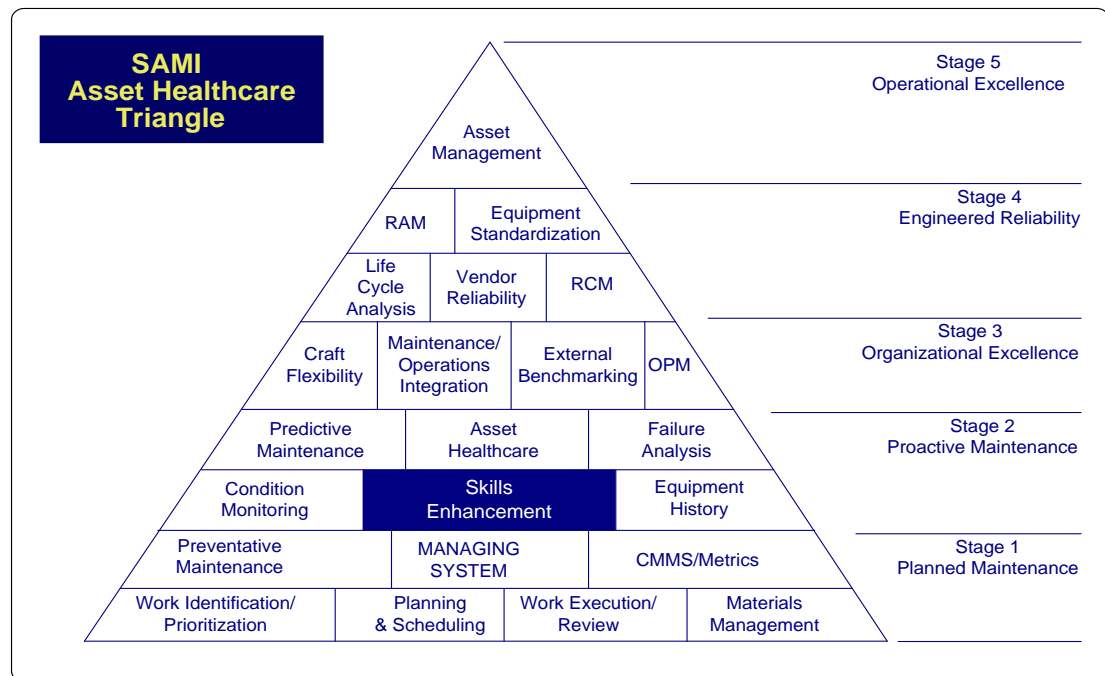 SAMI
Asset Healthcare
Triangle
Stage 5
Operational Excellence
Asset
Management
Stage 4
Engineered Reliability
RAM
Equipment
Standardization
Life
Cycle
Analysis
Vendor
Reliability
RCM
Stage 3
Organizational Excellence
Craft
Flexibility
Maintenance/
Operations
Integration
External
Benchmarking
OPM
Stage 2
Proactive Maintenance
Predictive
Maintenance
Asset
Healthcare
Failure
Analysis
Condition
Monitoring
Skills
Enhancement
Equipment
History
Stage 1
Planned Maintenance
Preventative
Maintenance
MANAGING
SYSTEM
CMMS/Metrics
Work Identification/
Prioritization
Planning
& Scheduling
Work Execution/
Review
Materials
Management